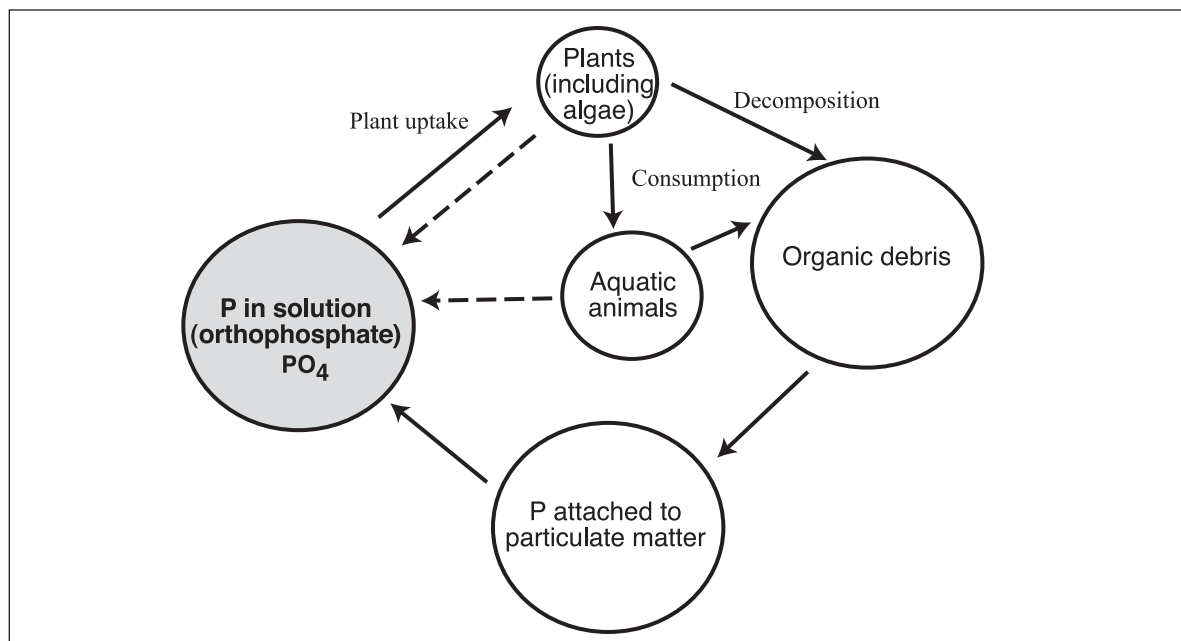 Plants
(including
algae)
Decomposition
Plant uptake
Consumption
Organic debris
Aquatic
animals
P in solution
(orthophosphate)
PO4
P attached to
particulate matter